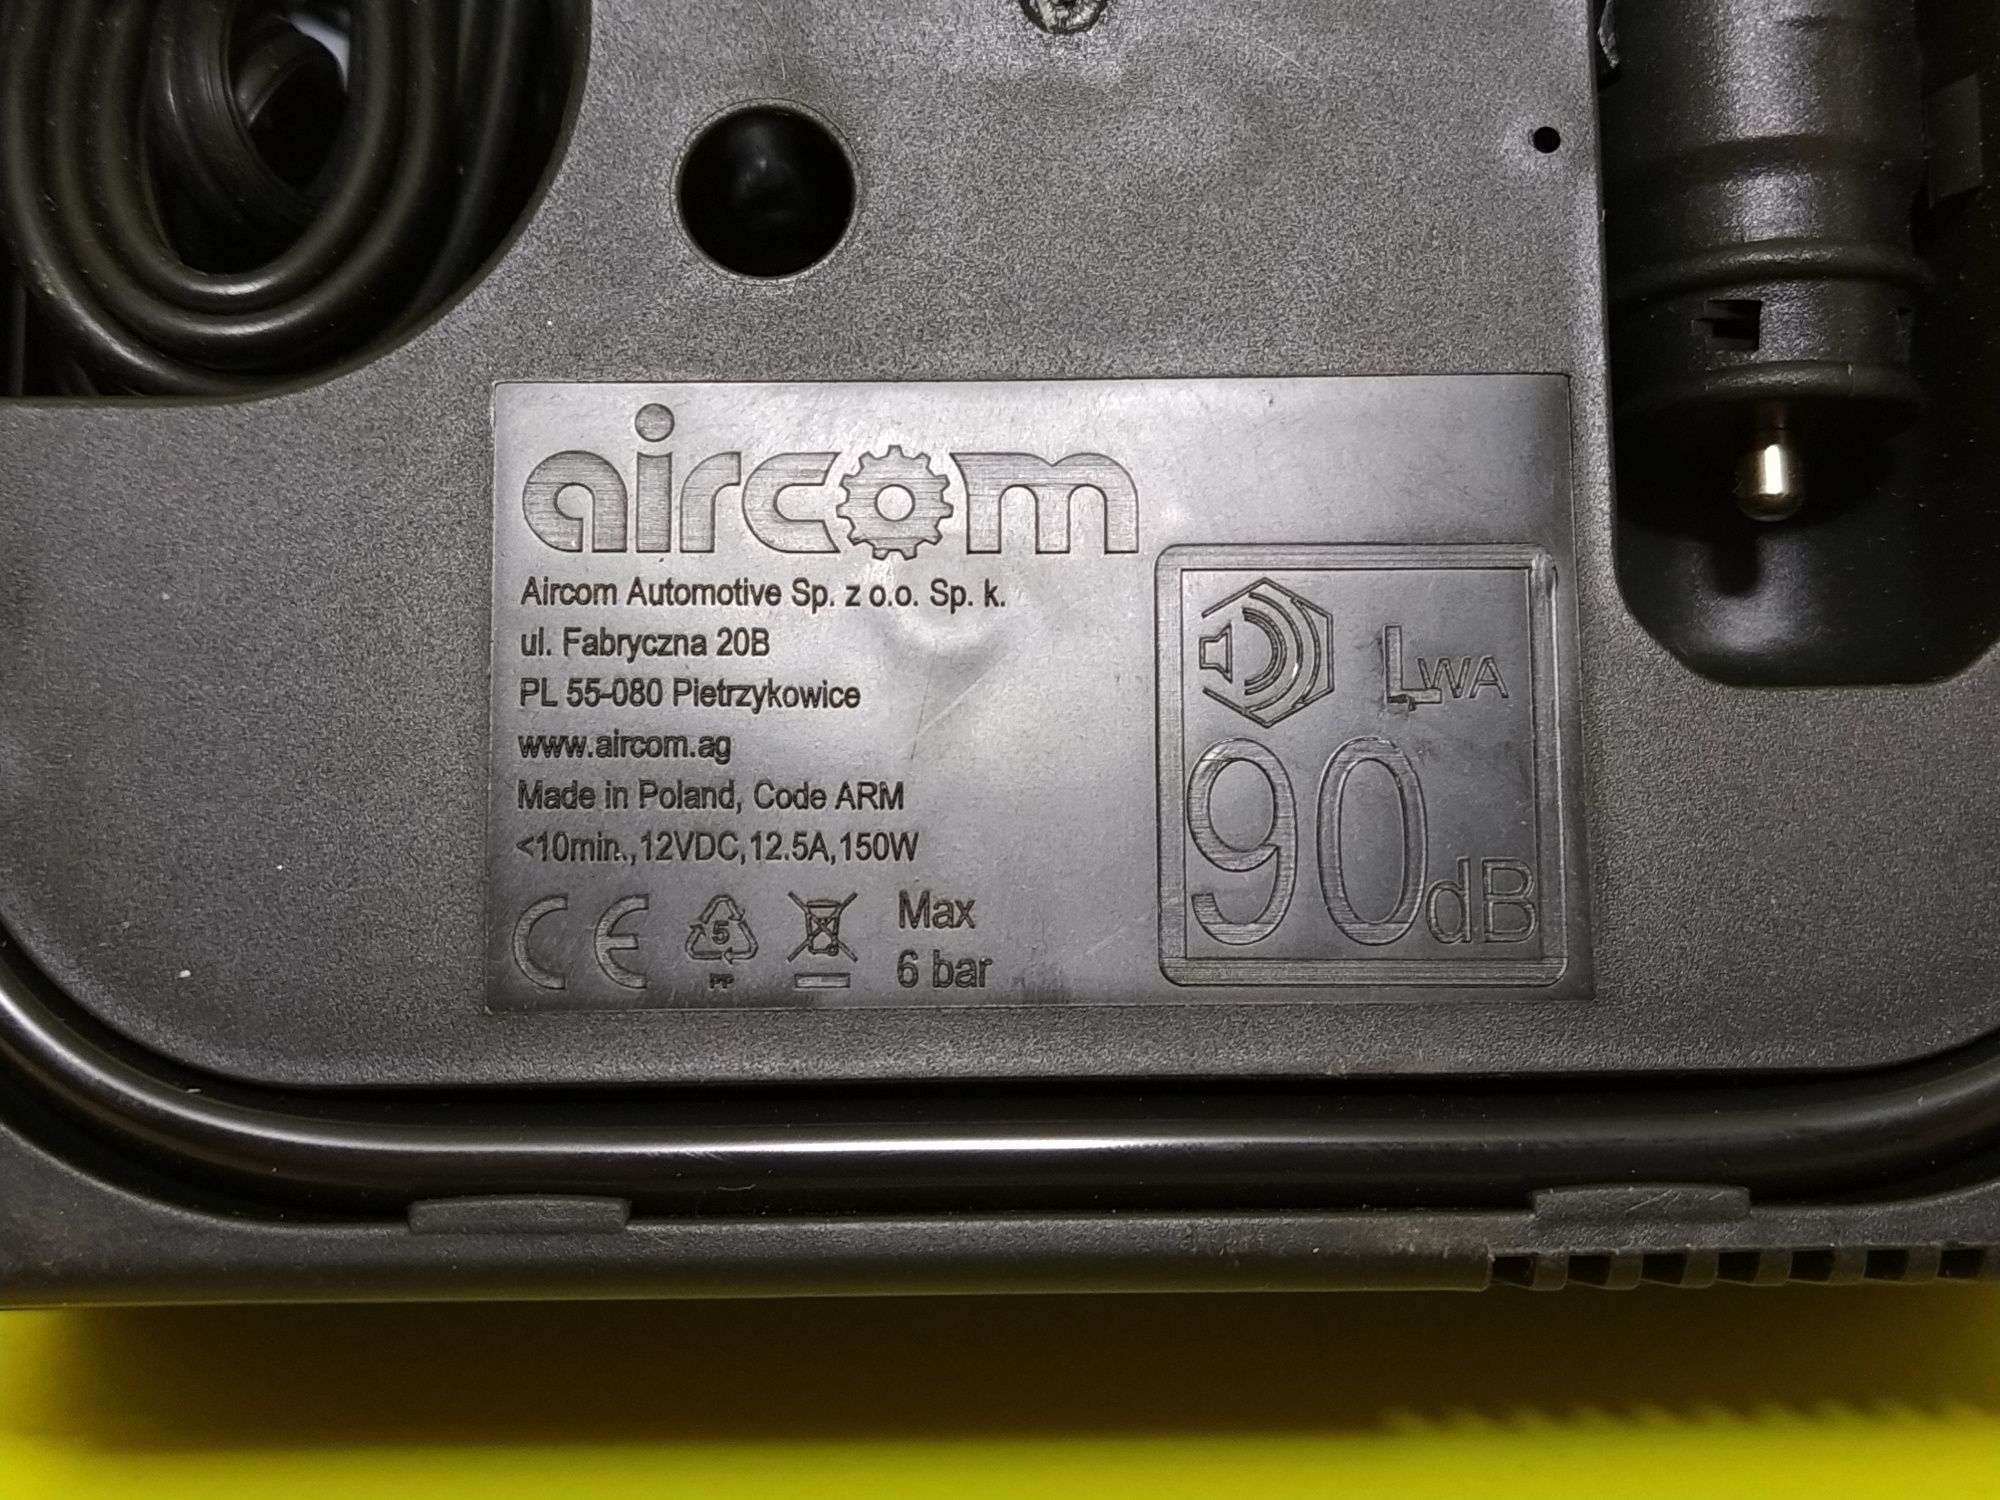 aircom
Aircom Automotive Sp. z o.o. Sp. k.
ul. Fabryczna 20B
PL 55-080 Pietrzykowice
www.aircom.ag
Made in Poland, Code ARM
<10min.,12VDC,12.5A,150W
CE
5
PP
Max
6 bar
LWA
90dB